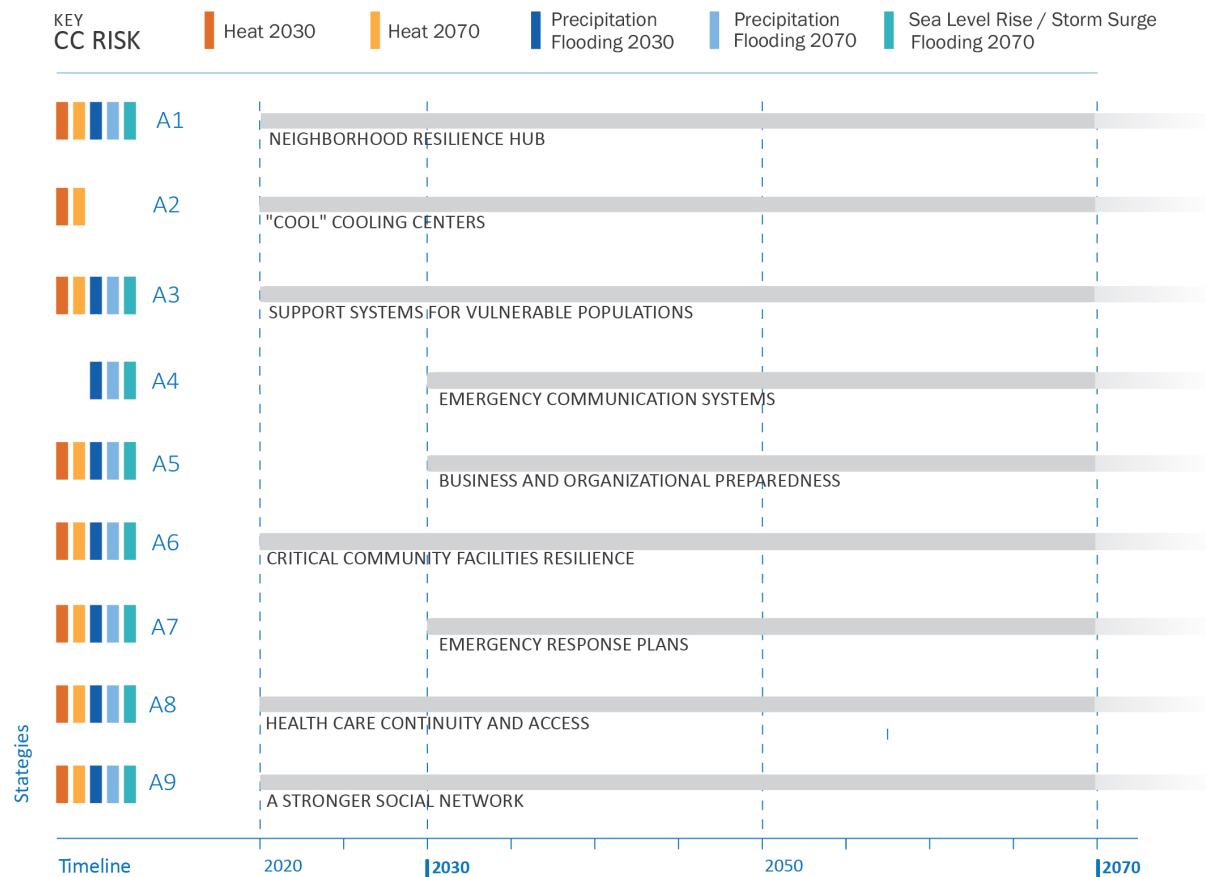 KEY
CC RISK
Heat 2030
Heat 2070
Precipitation
Flooding 2030
Precipitation
Flooding 2070
Sea Level Rise / Storm Surge
Flooding 2070
A1
NEIGHBORHOOD RESILIENCE HUB
A2
"COOL" COOLING CENTERS
A3
SUPPORT SYSTEMS FOR VULNERABLE POPULATIONS
A4
EMERGENCY COMMUNICATION SYSTEMS
A5
BUSINESS AND ORGANIZATIONAL PREPAREDNESS
A6
CRITICAL COMMUNITY FACILITIES RESILIENCE
A7
EMERGENCY RESPONSE PLANS
A8
HEALTH CARE CONTINUITY AND ACCESS
A9
A STRONGER SOCIAL NETWORK
Stategies
Timeline
2020
2030
2050
2070